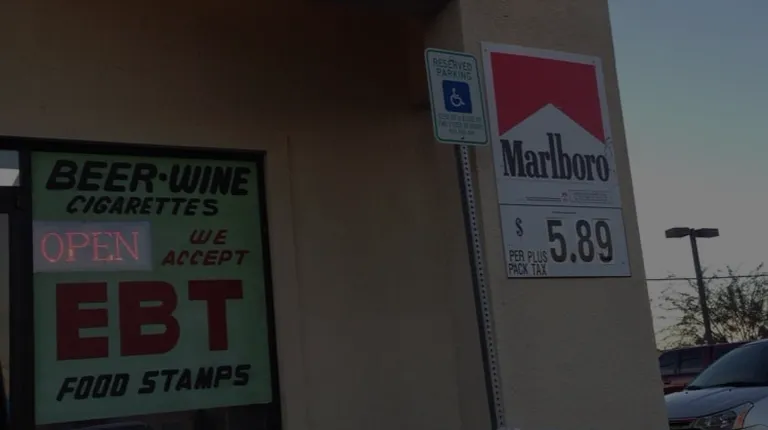 BEER·WINE
CIGARETTES
OPEN
WE
ACCEPT
EBT
FOOD STAMPS
RESERVED
PARKING
Marlboro
$ 5.89
PER PLUS
PACK TAX